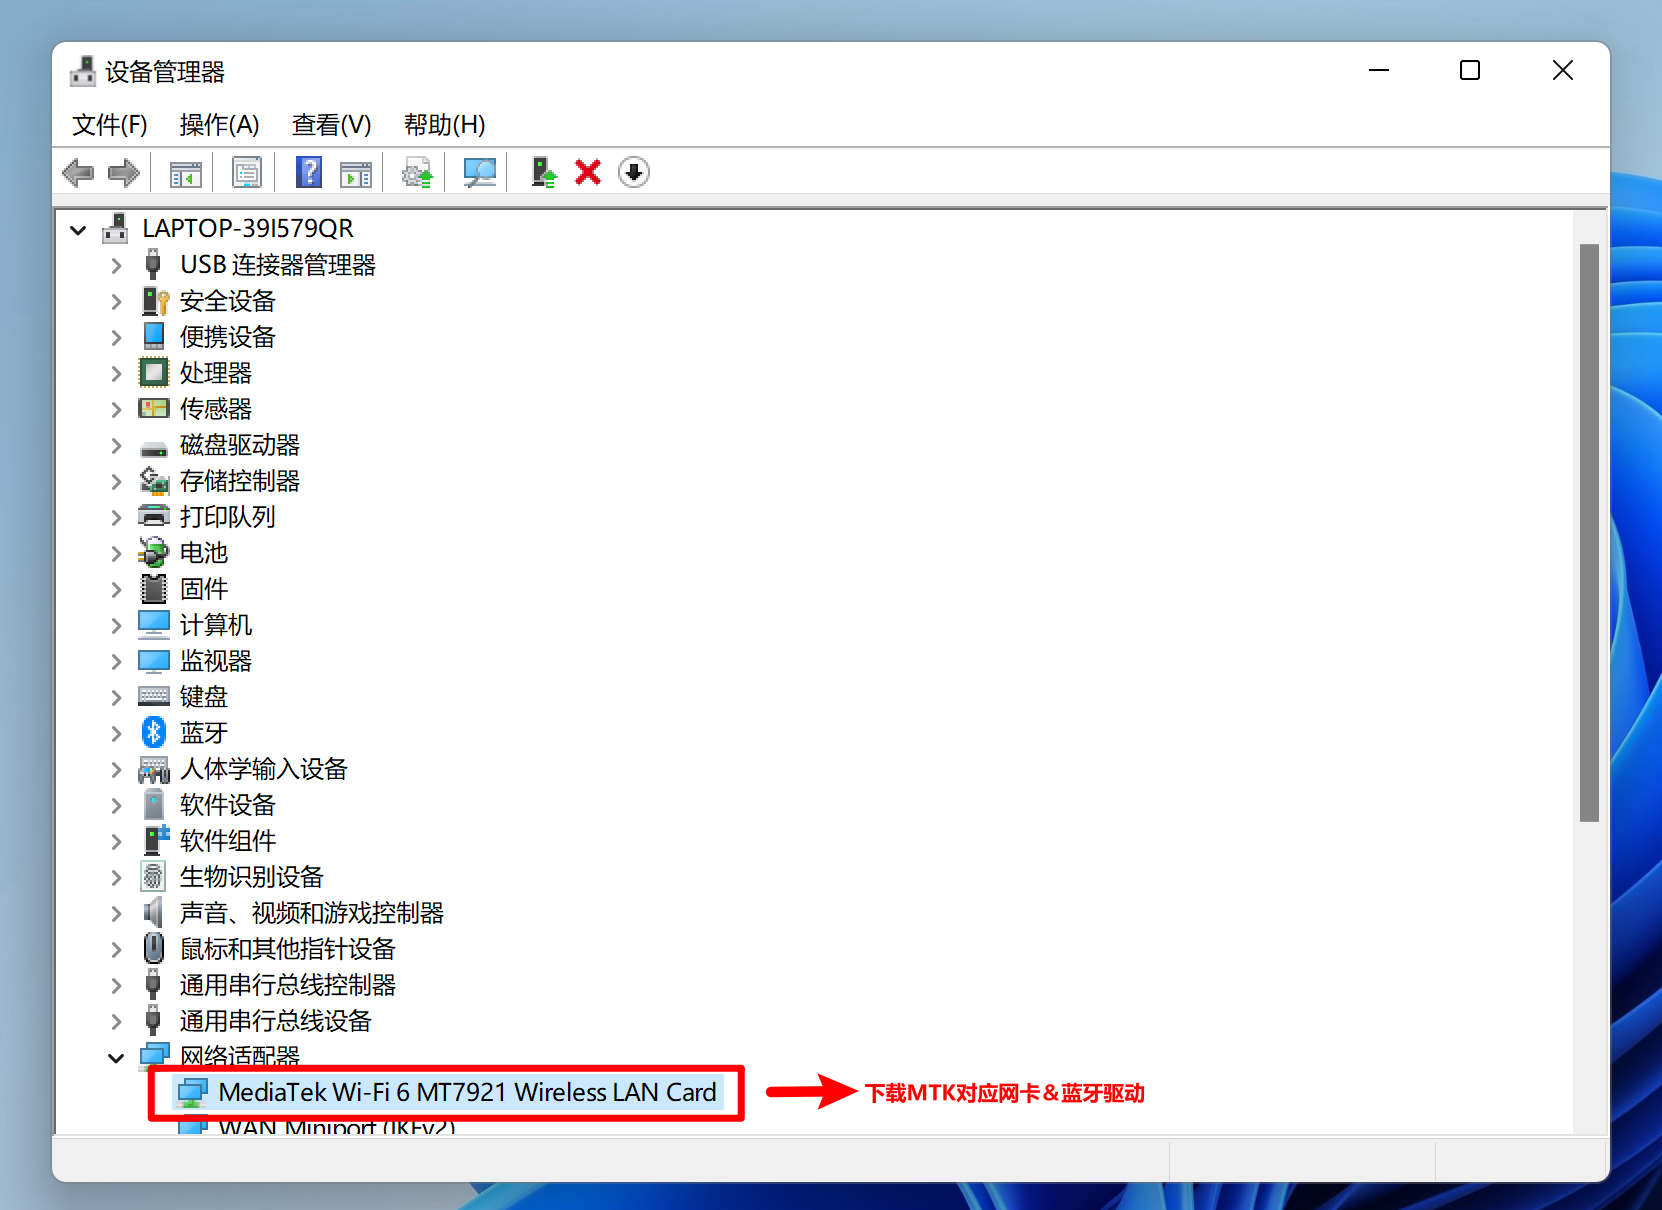 设备管理器
文件(F) 操作(A) 查看(V) 帮助(H)
LAPTOP-39I579QR
USB 连接器管理器
安全设备
便携设备
处理器
传感器
磁盘驱动器
存储控制器
打印队列
电池
固件
计算机
监视器
键盘
蓝牙
人体学输入设备
软件设备
软件组件
生物识别设备
声音、视频和游戏控制器
鼠标和其他指针设备
通用串行总线控制器
通用串行总线设备
网络适配器
MediaTek Wi-Fi 6 MT7921 Wireless LAN Card 下载MTK对应网卡&蓝牙驱动
WAN Miniport (IKEv2)